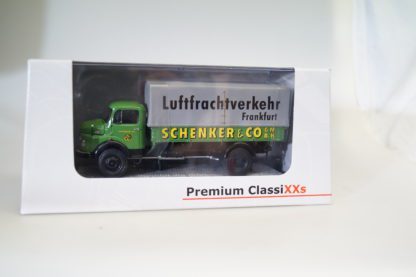 Luftfrachtverkehr
Frankfurt
SCHENKER & CO G.M.
B.H.
Premium ClassiXXs